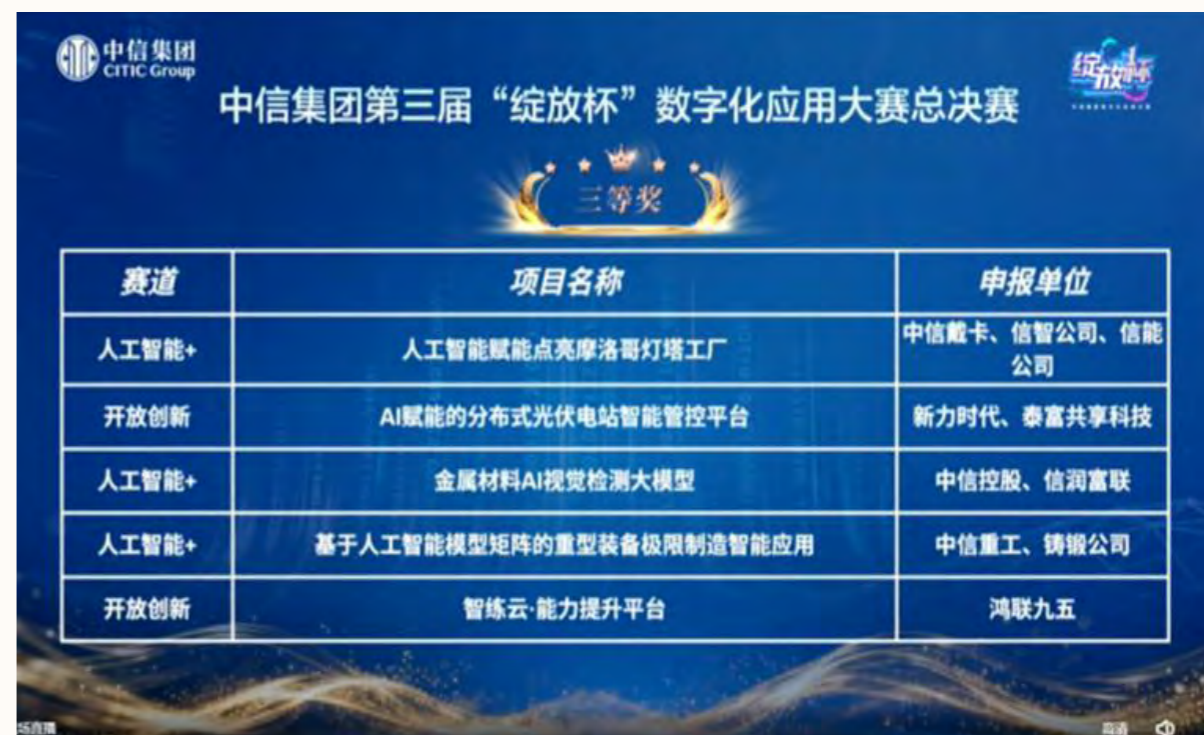 中信集团
CITIC Group
绽放杯
中信集团第三届“绽放杯”数字化应用大赛总决赛
三等奖
赛道 项目名称 申报单位
人工智能+ 人工智能赋能点亮摩洛哥灯塔工厂 中信戴卡、信智公司、信能
公司
开放创新 AI赋能的分布式光伏电站智能管控平台 新力时代、泰富共享科技
人工智能+ 金属材料AI视觉检测大模型 中信控股、信润富联
人工智能+ 基于人工智能模型矩阵的重型装备极限制造智能应用 中信重工、铸锻公司
开放创新 智练云·能力提升平台 鸿联九五
场直播
高清